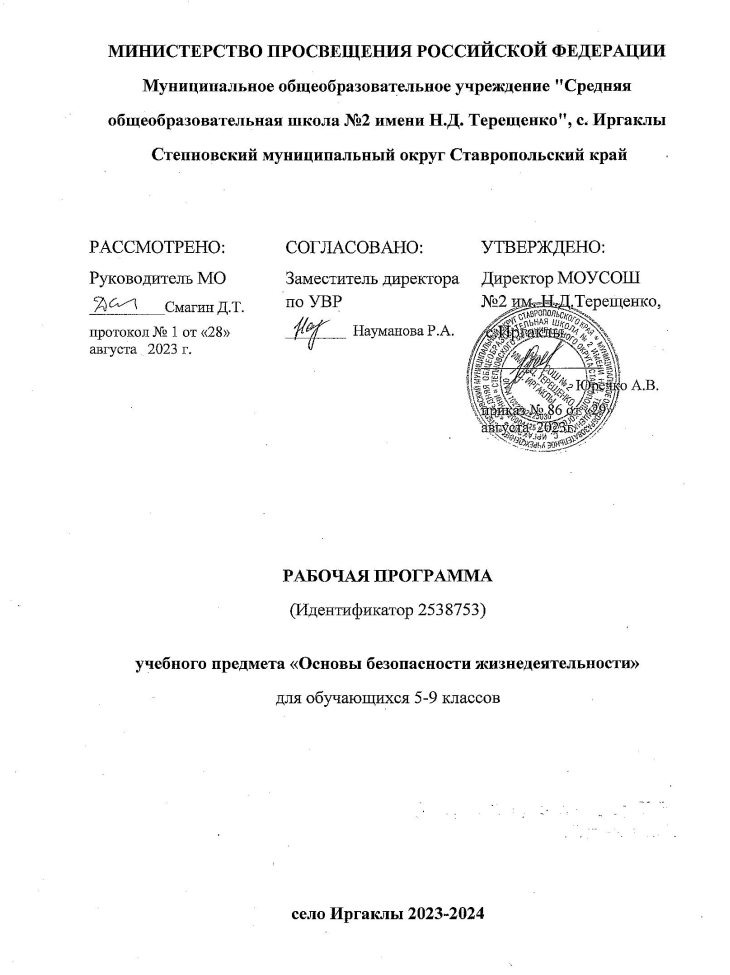 МИНИСТЕРСТВО ПРОСВЕЩЕНИЯ РОССИЙСКОЙ ФЕДЕРАЦИИ
Муниципальное общеобразовательное учреждение "Средняя
общеобразовательная школа №2 имени Н.Д. Терещенко", с. Иргаклы
Степновский муниципальный округ Ставропольский край
РАССМОТРЕНО:
Руководитель МО
Смагин Д.Т.
протокол № 1 от «28»
августа 2023 г.
СОГЛАСОВАНО:
Заместитель директора
по УВР
Науманова Р.А.
УТВЕРЖДЕНО:
Директор МОУСОШ
№2 им. Н.Д.Терещенко,
с. Иргаклы
Юречко А.В.
приказ № 86 от «29»
августа 2023г.
РАБОЧАЯ ПРОГРАММА
(Идентификатор 2538753)
учебного предмета «Основы безопасности жизнедеятельности»
для обучающихся 5-9 классов
село Иргаклы 2023-2024